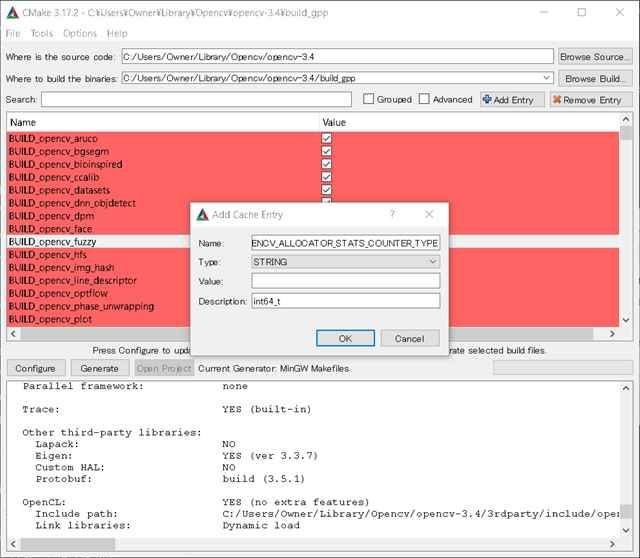 CMake 3.17.2 - C:¥Users¥Owner¥Library¥Opencv¥opencv-3.4¥build_gpp
File Tools Options Help
Where is the source code: C:/Users/Owner/Library/Opencv/opencv-3.4 Browse Source...
Where to build the binaries: C:/Users/Owner/Library/Opencv/opencv-3.4/build_gpp Browse Build...
Search: Grouped Advanced Add Entry Remove Entry
Name Value
BUILD_opencv_aruco
BUILD_opencv_bgsegm
BUILD_opencv_bioinspired
BUILD_opencv_ccalib
BUILD_opencv_datasets
BUILD_opencv_dnn_objdetect
BUILD_opencv_dpm
BUILD_opencv_face
BUILD_opencv_fuzzy
BUILD_opencv_hfs
BUILD_opencv_img_hash
BUILD_opencv_line_descriptor
BUILD_opencv_optflow
BUILD_opencv_phase_unwrapping
BUILD_opencv_plot
Add Cache Entry ?
Name: ENCV_ALLOCATOR_STATS_COUNTER_TYPE
Type: STRING
Value:
Description: int64_t
OK Cancel
Press Configure to upda rate selected build files.
Configure Generate Open Project Current Generator: MinGW Makefiles
Parallel framework: none
Trace: YES (built-in)
Other third-party libraries:
Lapack: NO
Eigen: YES (ver 3.3.7)
Custom HAL: NO
Protobuf: build (3.5.1)
OpenCL: YES (no extra features)
Include path: C:/Users/Owner/Library/Opencv/opencv-3.4/3rdparty/include/open
Link libraries: Dynamic load